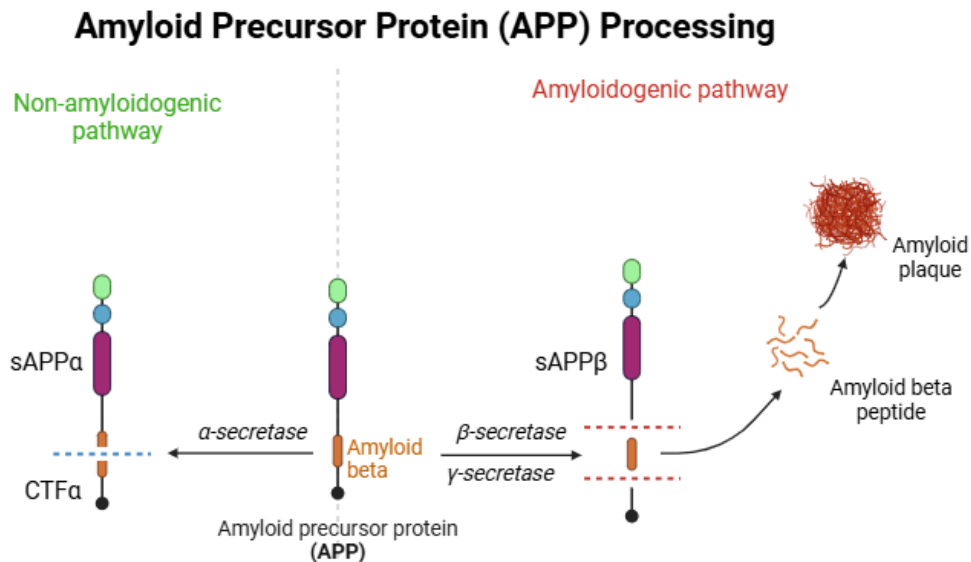 Amyloid Precursor Protein (APP) Processing
Non-amyloidogenic
pathway
Amyloidogenic pathway
Amyloid
plaque
sAPPα
sAPPβ
Amyloid beta
peptide
α-secretase
Amyloid
beta
β-secretase
γ-secretase
CTFα
Amyloid precursor protein
(APP)